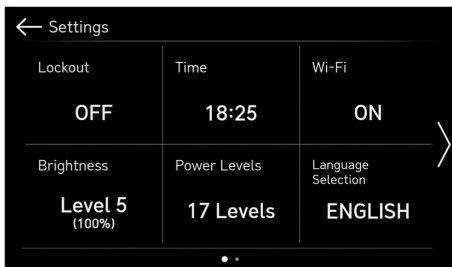 Settings
Lockout
OFF
Time
18:25
Wi-Fi
ON
Brightness
Level 5
(100%)
Power Levels
17 Levels
Language
Selection
ENGLISH